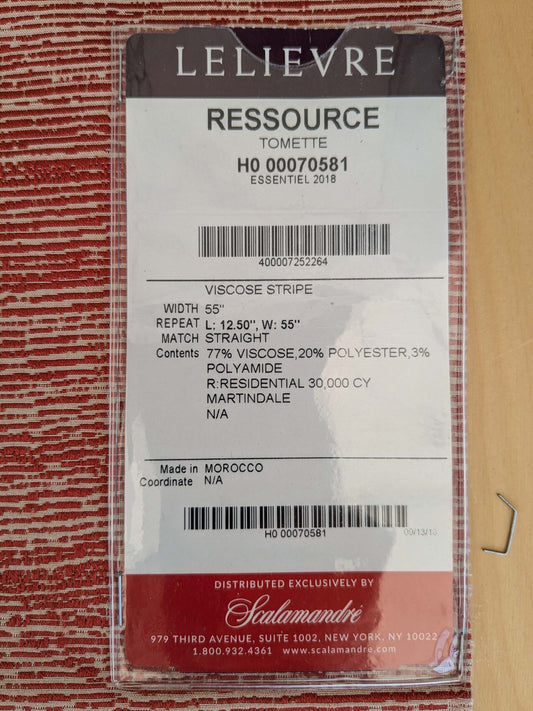 LELIEVRE
RESSOURCE
TOMETTE
H0 00070581
ESSENTIEL 2018
400007252264
VISCOSE STRIPE
WIDTH 55"
REPEAT L: 12.50", W: 55"
MATCH STRAIGHT
Contents 77% VISCOSE,20% POLYESTER,3%
POLYAMIDE
R:RESIDENTIAL 30,000 CY
MARTINDALE
N/A
Made in MOROCCO
Coordinate N/A
H0 00070581
DISTRIBUTED EXCLUSIVELY BY
Scalamandré
979 THIRD AVENUE, SUITE 1002, NEW YORK, NY 10022
1.800.932.4361 www.scalamandre.com